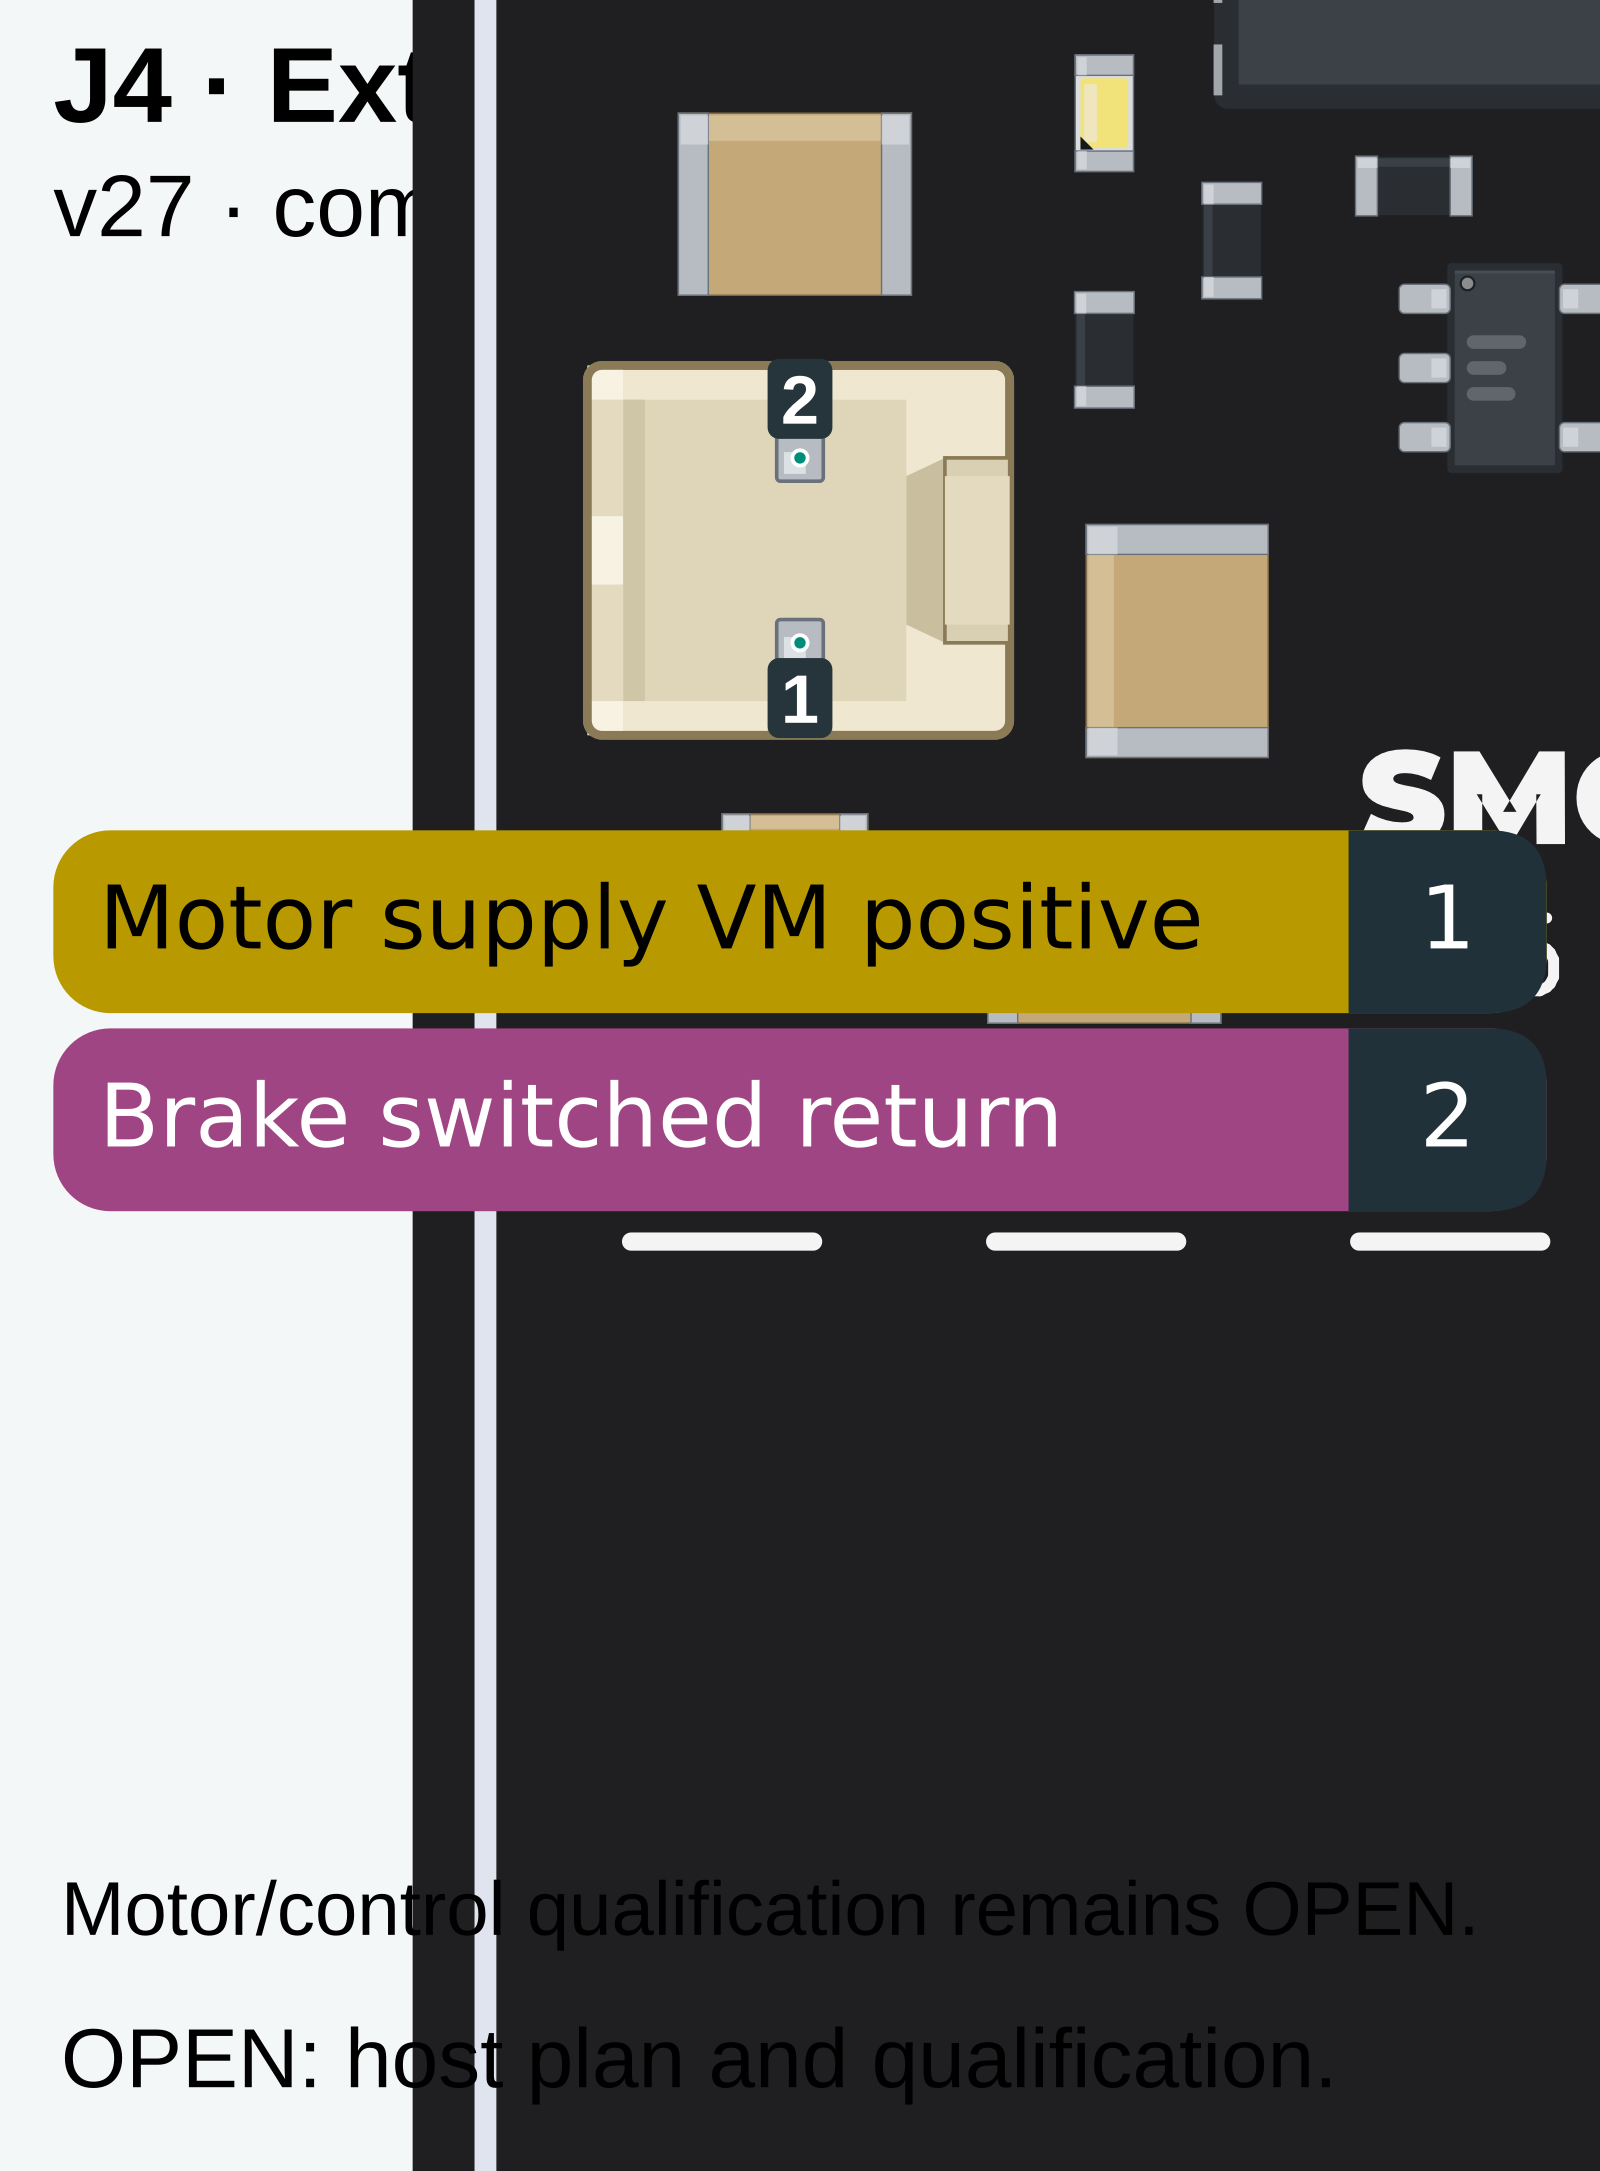 J4 · Ext
v27 · com
2
1
SMO
Motor supply VM positive 1
Brake switched return 2
Motor/control qualification remains OPEN.
OPEN: host plan and qualification.